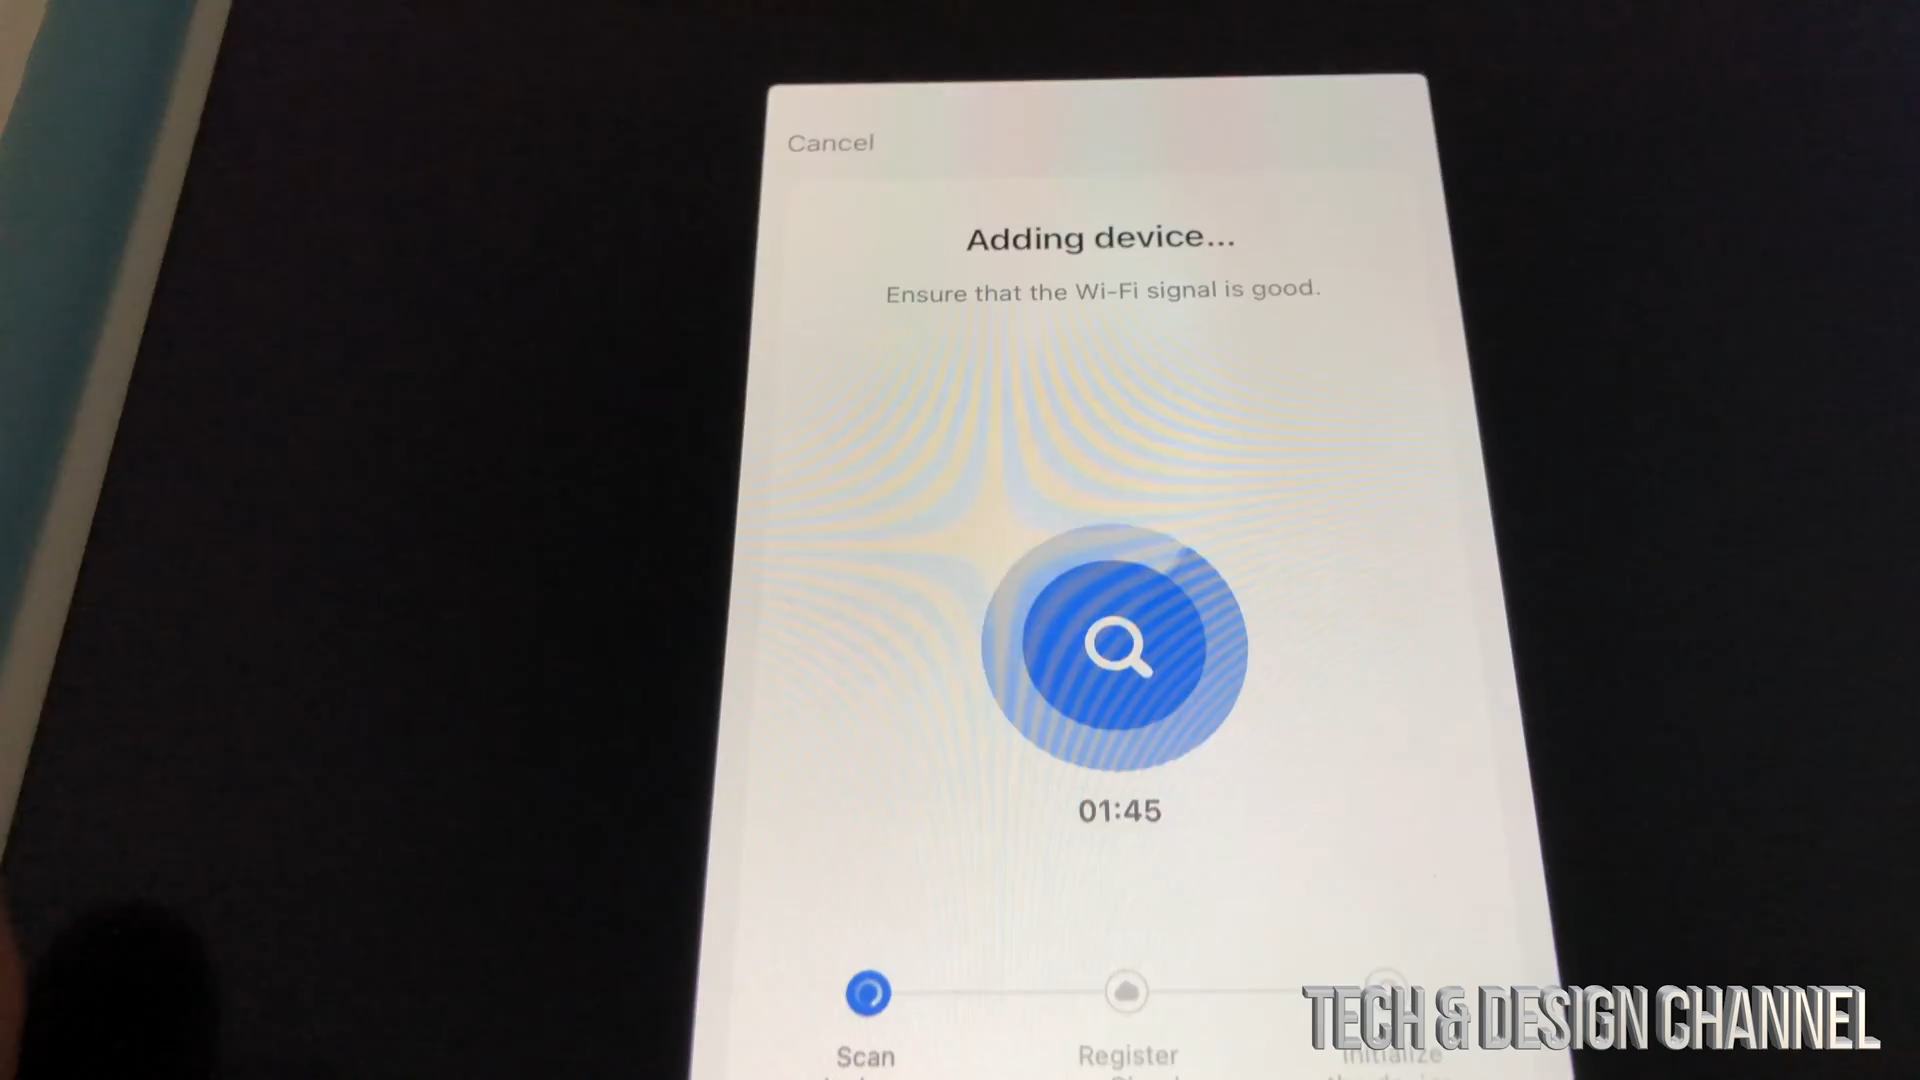 Cancel
Adding device...
Ensure that the Wi-Fi signal is good.
01:45
Scan
Register
Initialize
TECH & DESIGN CHANNEL